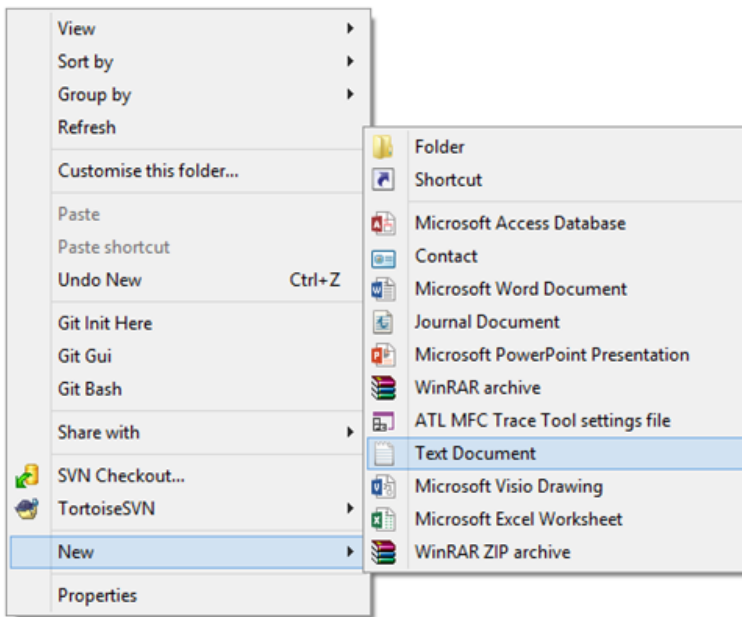 View
Sort by
Group by
Refresh
Customise this folder...
Paste
Paste shortcut
Undo New Ctrl+Z
Git Init Here
Git Gui
Git Bash
Share with
SVN Checkout...
TortoiseSVN
New
Properties
Folder
Shortcut
Microsoft Access Database
Contact
Microsoft Word Document
Journal Document
Microsoft PowerPoint Presentation
WinRAR archive
ATL MFC Trace Tool settings file
Text Document
Microsoft Visio Drawing
Microsoft Excel Worksheet
WinRAR ZIP archive